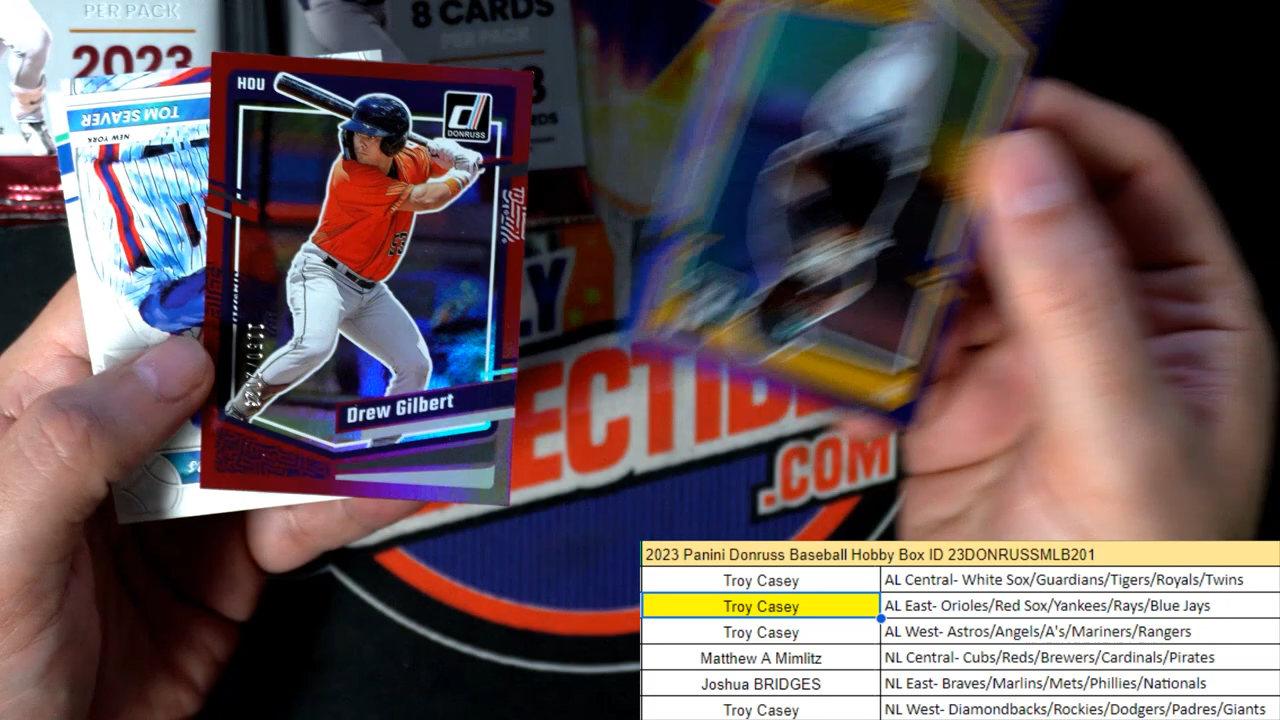 PER PACK
2023
8 CARDS
PER PACK
TOM SEAVER
NEW YORK
HOU
DONRUSS
Drew Gilbert
LY
ECTIB
.COM
2023 Panini Donruss Baseball Hobby Box ID 23DONRUSSMLB201
Troy Casey AL Central- White Sox/Guardians/Tigers/Royals/Twins
Troy Casey AL East- Orioles/Red Sox/Yankees/Rays/Blue Jays
Troy Casey AL West- Astros/Angels/A's/Mariners/Rangers
Matthew A Mimlitz NL Central- Cubs/Reds/Brewers/Cardinals/Pirates
Joshua BRIDGES NL East- Braves/Marlins/Mets/Phillies/Nationals
Troy Casey NL West- Diamondbacks/Rockies/Dodgers/Padres/Giants